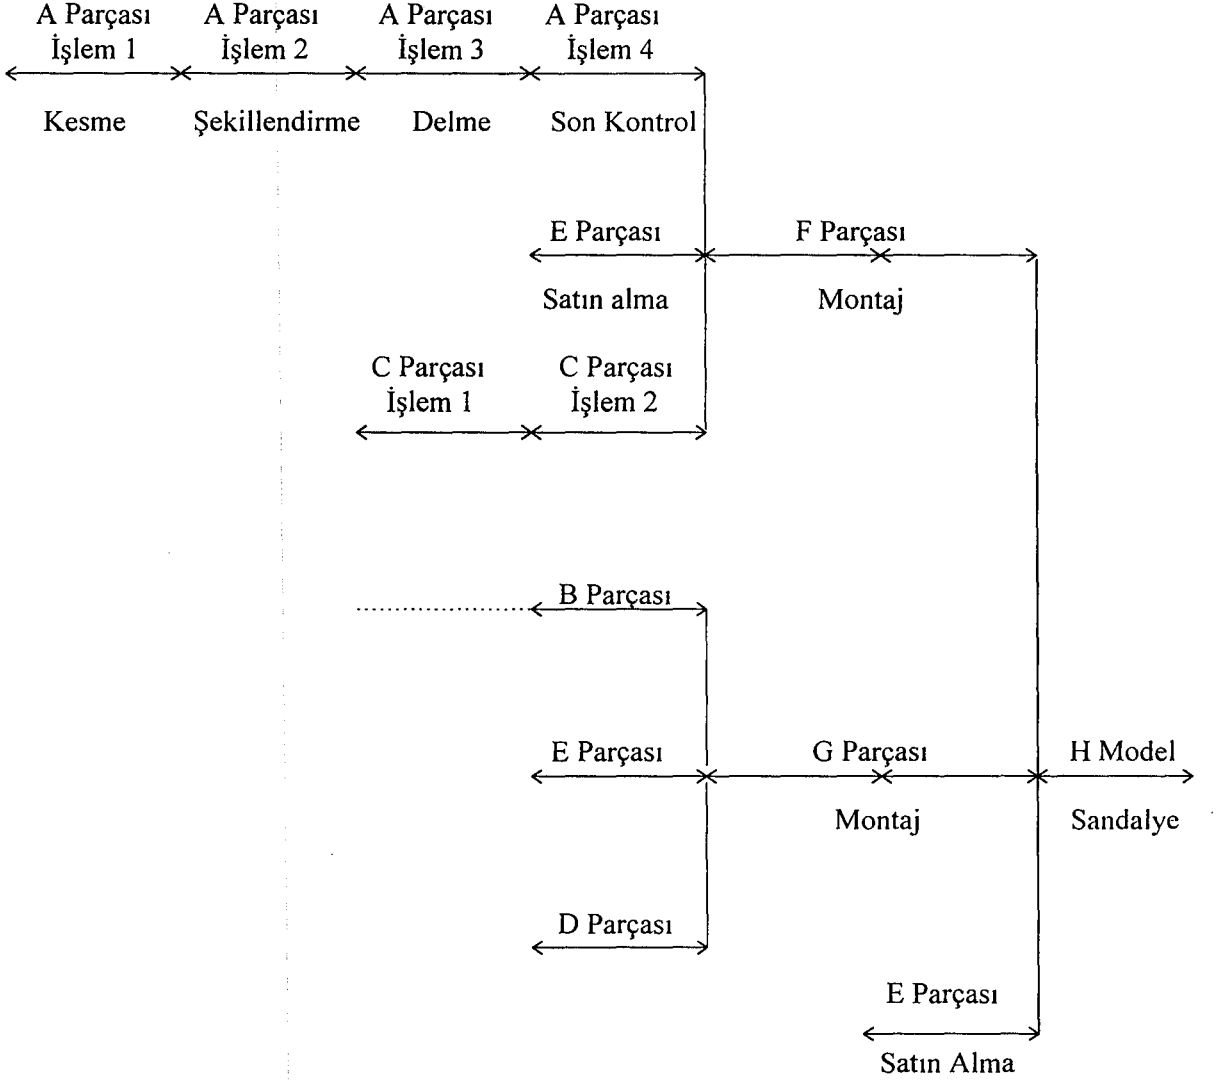 A Parçası A Parçası A Parçası A Parçası
İşlem 1 İşlem 2 İşlem 3 İşlem 4
Kesme Şekillendirme Delme Son Kontrol
E Parçası F Parçası
Satın alma Montaj
C Parçası C Parçası
İşlem 1 İşlem 2
B Parçası
E Parçası G Parçası H Model
Montaj Sandalye
D Parçası
E Parçası
Satın Alma